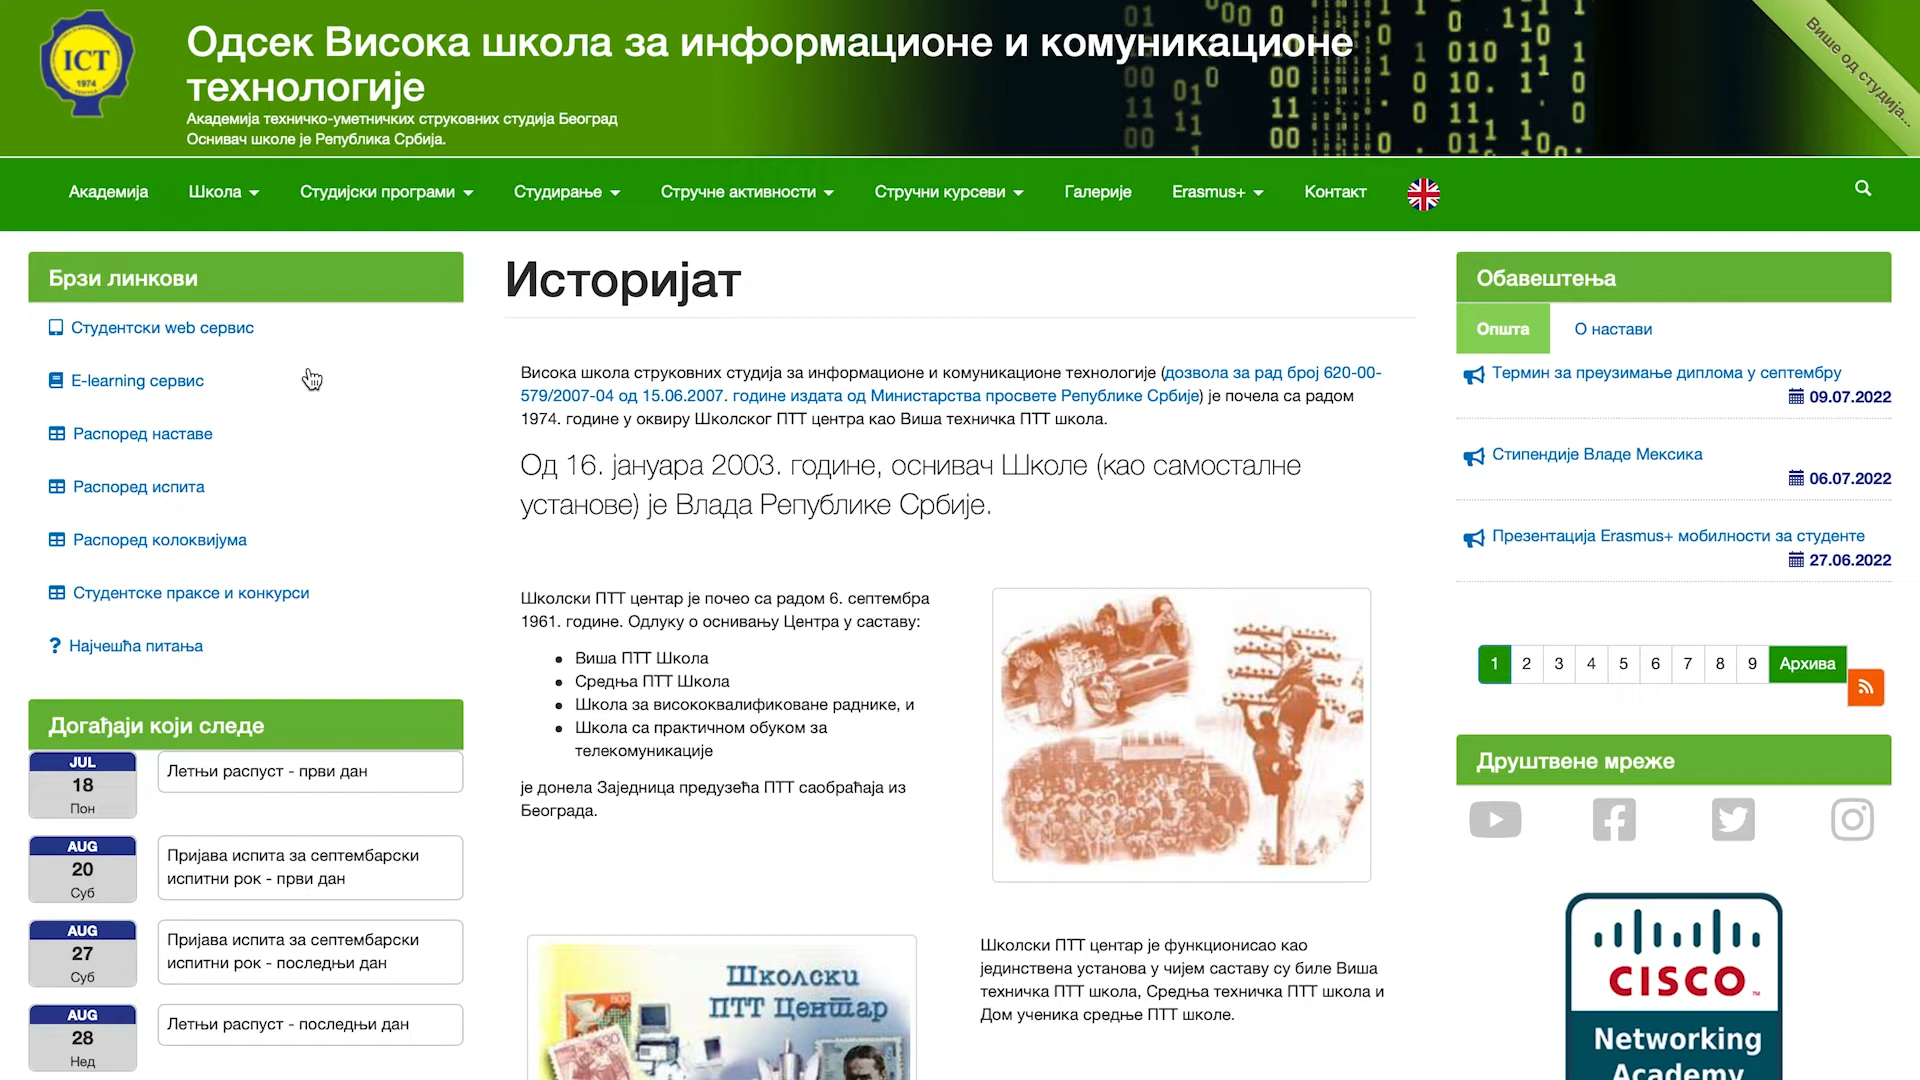 ICT
1974
Одсек Висока школа за информационе и комуникационе
технологије
Академија техничко-уметничких струковних студија Београд
Оснивач школе је Република Србија.
Више од студија...
Академија
Школа
Студијски програми
Студирање
Стручне активности
Стручни курсеви
Галерије
Erasmus+
Контакт
Брзи линкови
Студентски web сервис
E-learning сервис
Распоред наставе
Распоред испита
Распоред колоквијума
Студентске праксе и конкурси
? Најчешћа питања
Догађаји који следе
JUL
18
Пон
Летњи распуст - први дан
AUG
20
Суб
Пријава испита за септембарски
испитни рок - први дан
AUG
27
Суб
Пријава испита за септембарски
испитни рок - последњи дан
AUG
28
Нед
Летњи распуст - последњи дан
Историјат
Висока школа струковних студија за информационе и комуникационе технологије (дозвола за рад број 620-00-
579/2007-04 од 15.06.2007. године издата од Министарства просвете Републике Србије) је почела са радом
1974. године у оквиру Школског ПТТ центра као Виша техничка ПТТ школа.
Од 16. јануара 2003. године, оснивач Школе (као самосталне
установе) је Влада Републике Србије.
Школски ПТТ центар је почео са радом 6. септембра
1961. године. Одлуку о оснивању Центра у саставу:
Виша ПТТ Школа
Средња ПТТ Школа
Школа за висококвалификоване раднике, и
Школа са практичном обуком за
телекомуникације
је донела Заједница предузећа ПТТ саобраћаја из
Београда.
Школски
ПТТ Центар
Школски ПТТ центар је функционисао као
јединствена установа у чијем саставу су биле Виша
техничка ПТТ школа, Средња техничка ПТТ школа и
Дом ученика средње ПТТ школе.
Обавештења
Општа
О настави
Термин за преузимање диплома у септембру
09.07.2022
Стипендије Владе Мексика
06.07.2022
Презентација Erasmus+ мобилности за студенте
27.06.2022
1 2 3 4 5 6 7 8 9 Архива
Друштвене мреже
CISCO
Networking
Academy